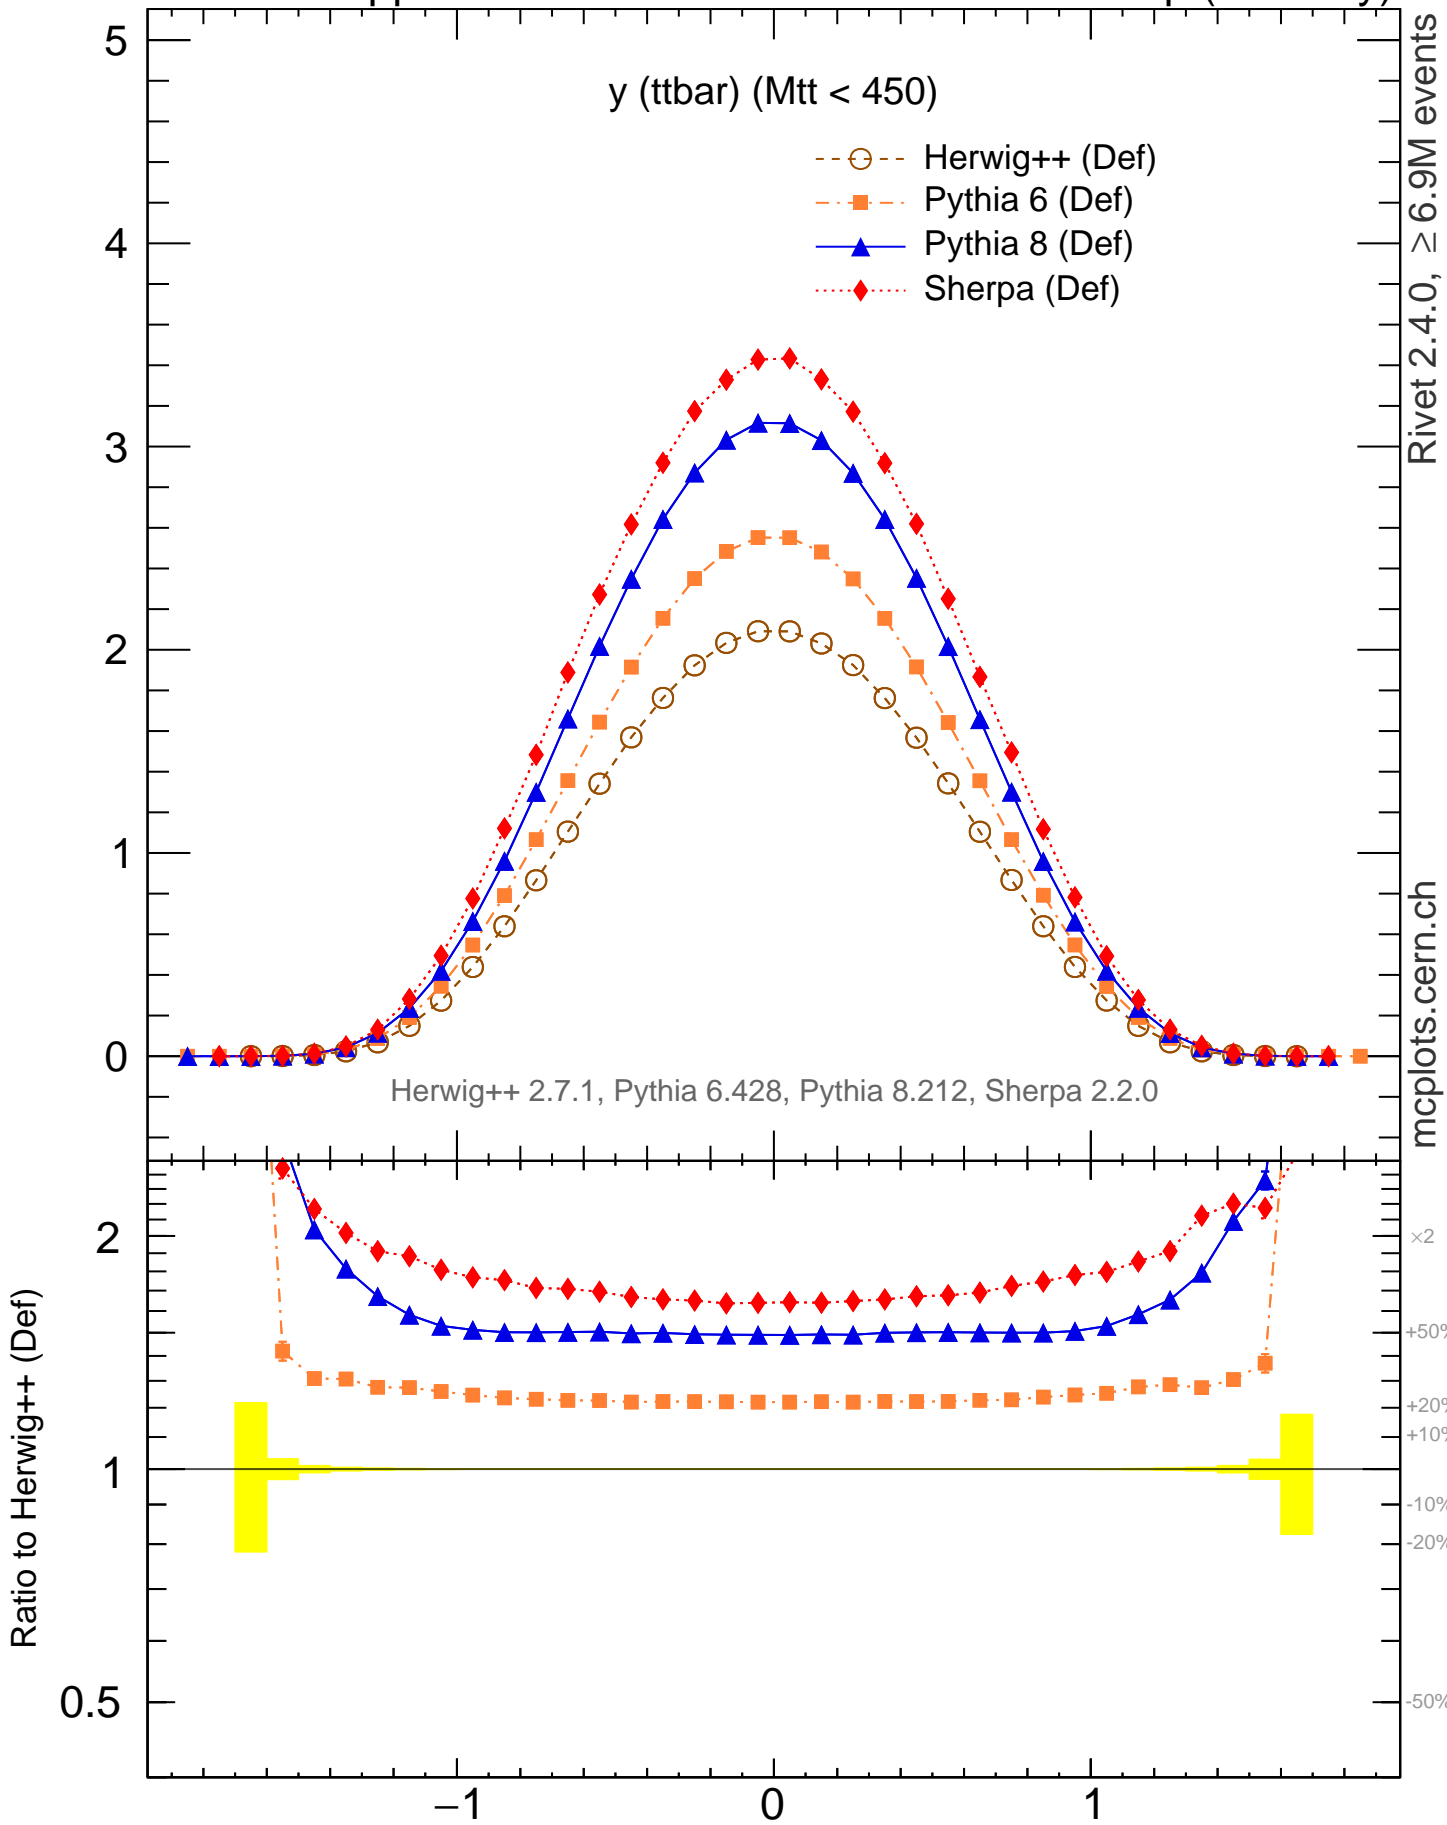 5
y (ttbar) (Mtt < 450)
Herwig++ (Def)
Pythia 6 (Def)
Pythia 8 (Def)
Sherpa (Def)
4
3
2
1
0
Herwig++ 2.7.1, Pythia 6.428, Pythia 8.212, Sherpa 2.2.0
Rivet 2.4.0, ≥ 6.9M events
mcplots.cern.ch
Ratio to Herwig++ (Def)
2
1
0.5
×2
+50%
+20%
+10%
-10%
-20%
-50%
−1
0
1